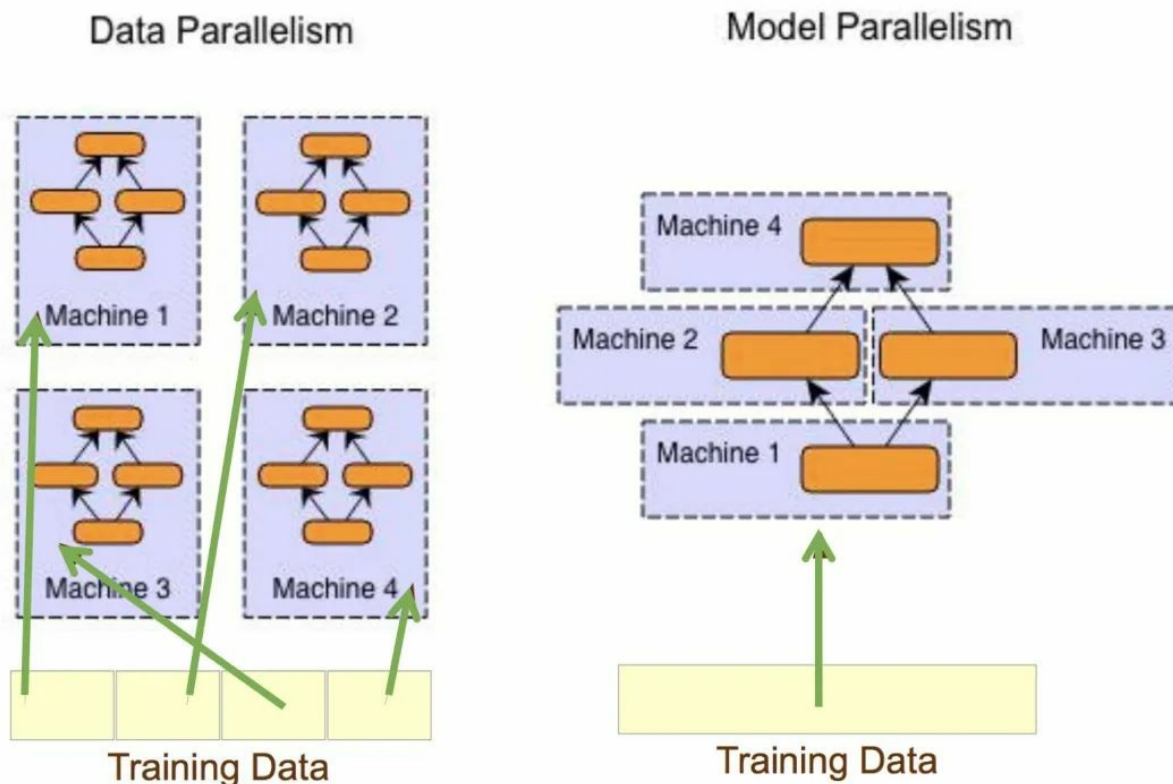 Data Parallelism
Model Parallelism
Machine 1
Machine 2
Machine 3
Machine 4
Training Data
Machine 4
Machine 2
Machine 3
Machine 1
Training Data